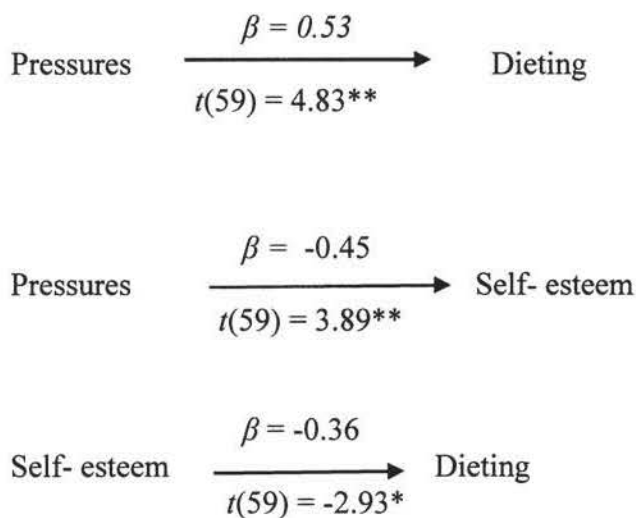 β = 0.53
Pressures Dieting
t(59) = 4.83**
β = -0.45
Pressures Self- esteem
t(59) = 3.89**
β = -0.36
Self- esteem Dieting
t(59) = -2.93*